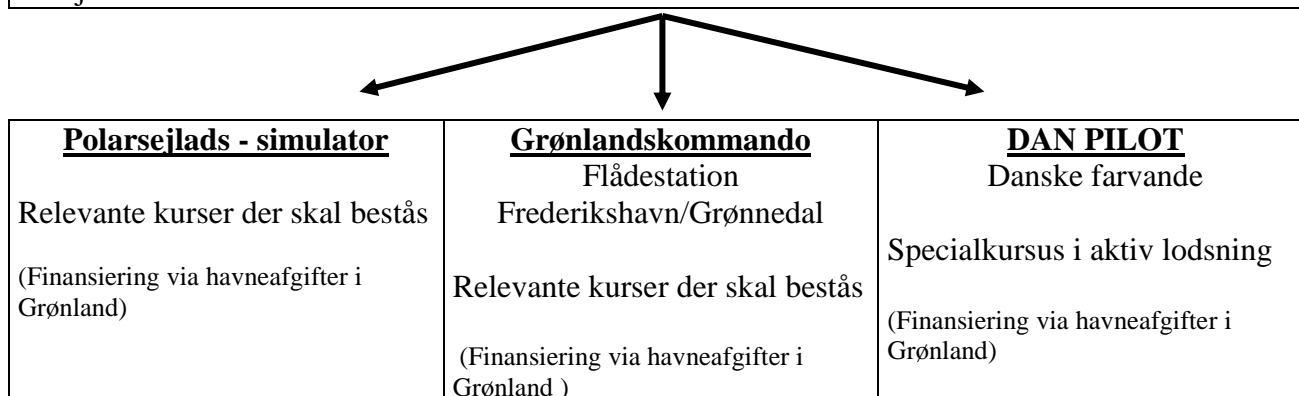 Polarsejlads - simulator
Relevante kurser der skal bestås
(Finansiering via havneafgifter i
Grønland)
Grønlandskommando
Flådestation
Frederikshavn/Grønnedal
Relevante kurser der skal bestås
(Finansiering via havneafgifter i
Grønland )
DAN PILOT
Danske farvande
Specialkursus i aktiv lodsning
(Finansiering via havneafgifter i
Grønland)